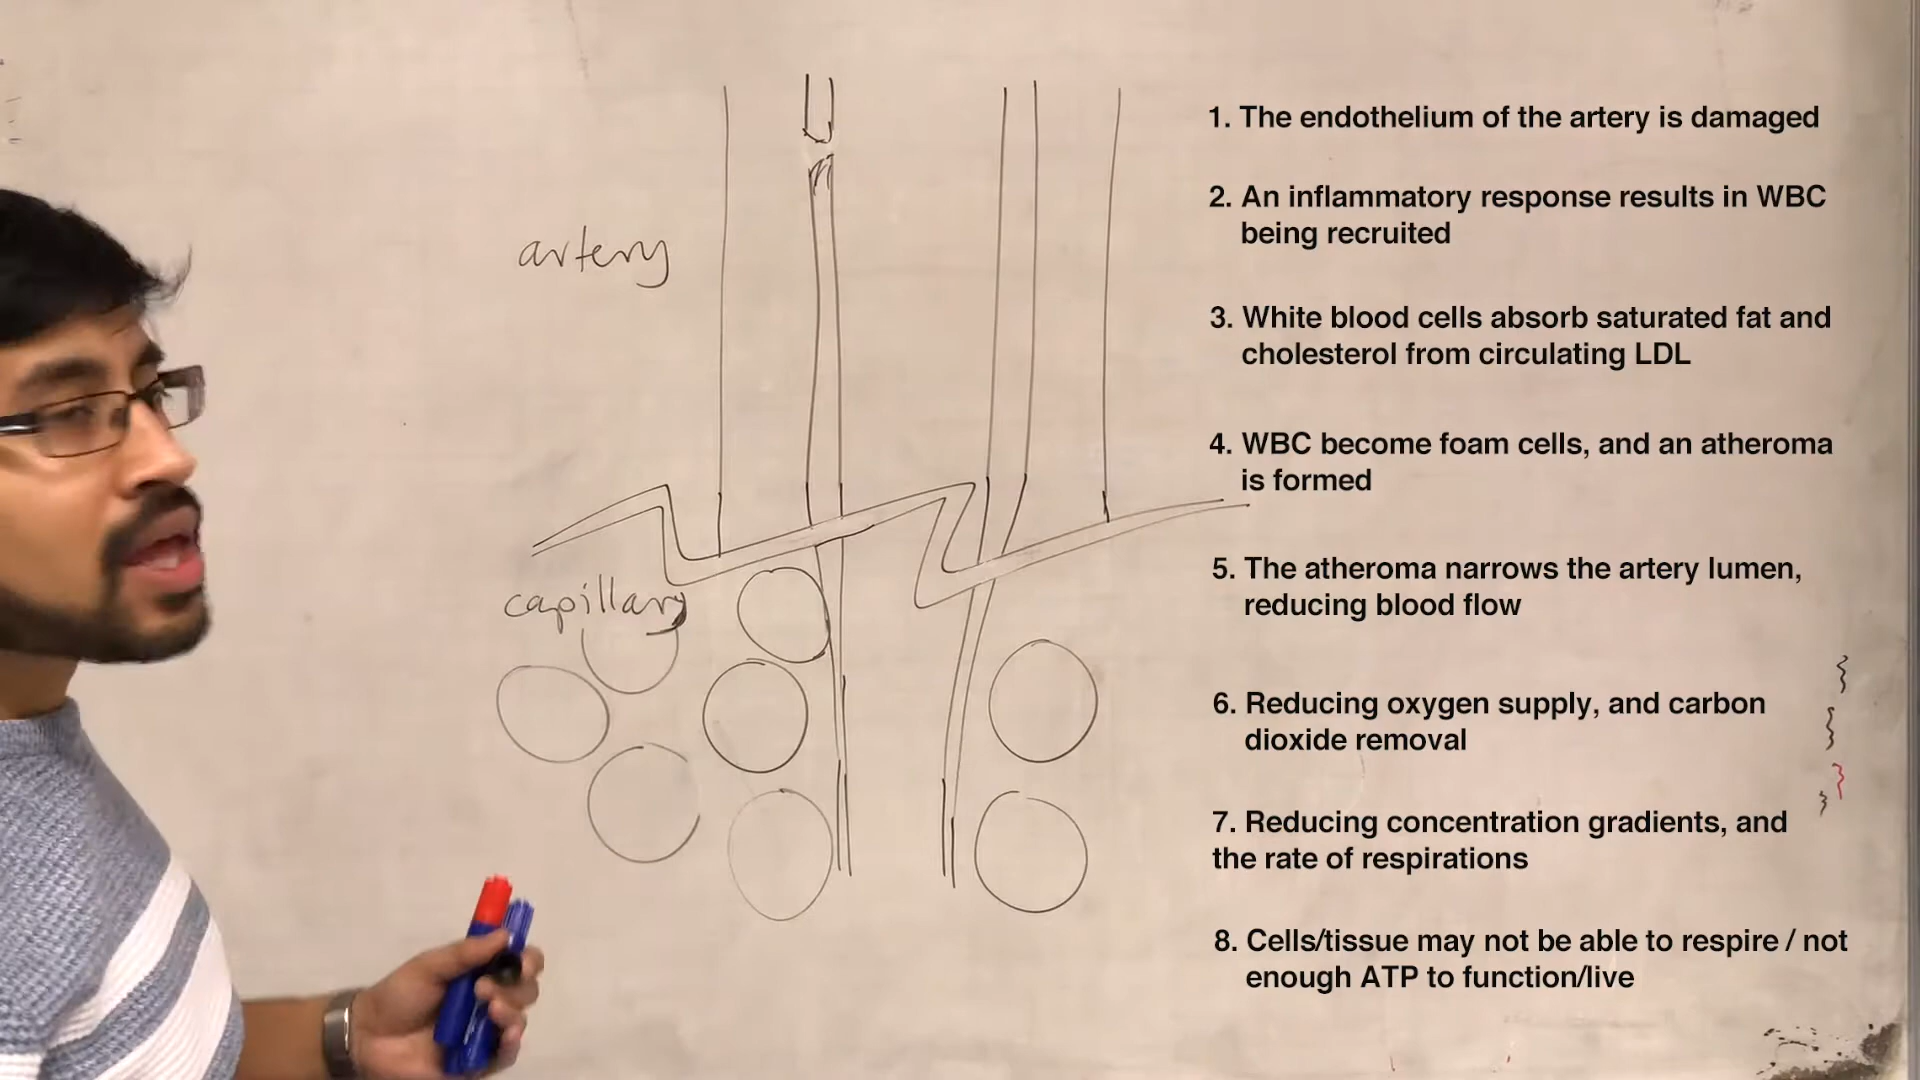 artery
capillary
1. The endothelium of the artery is damaged
2. An inflammatory response results in WBC
being recruited
3. White blood cells absorb saturated fat and
cholesterol from circulating LDL
4. WBC become foam cells, and an atheroma
is formed
5. The atheroma narrows the artery lumen,
reducing blood flow
6. Reducing oxygen supply, and carbon
dioxide removal
7. Reducing concentration gradients, and
the rate of respirations
8. Cells/tissue may not be able to respire / not
enough ATP to function/live